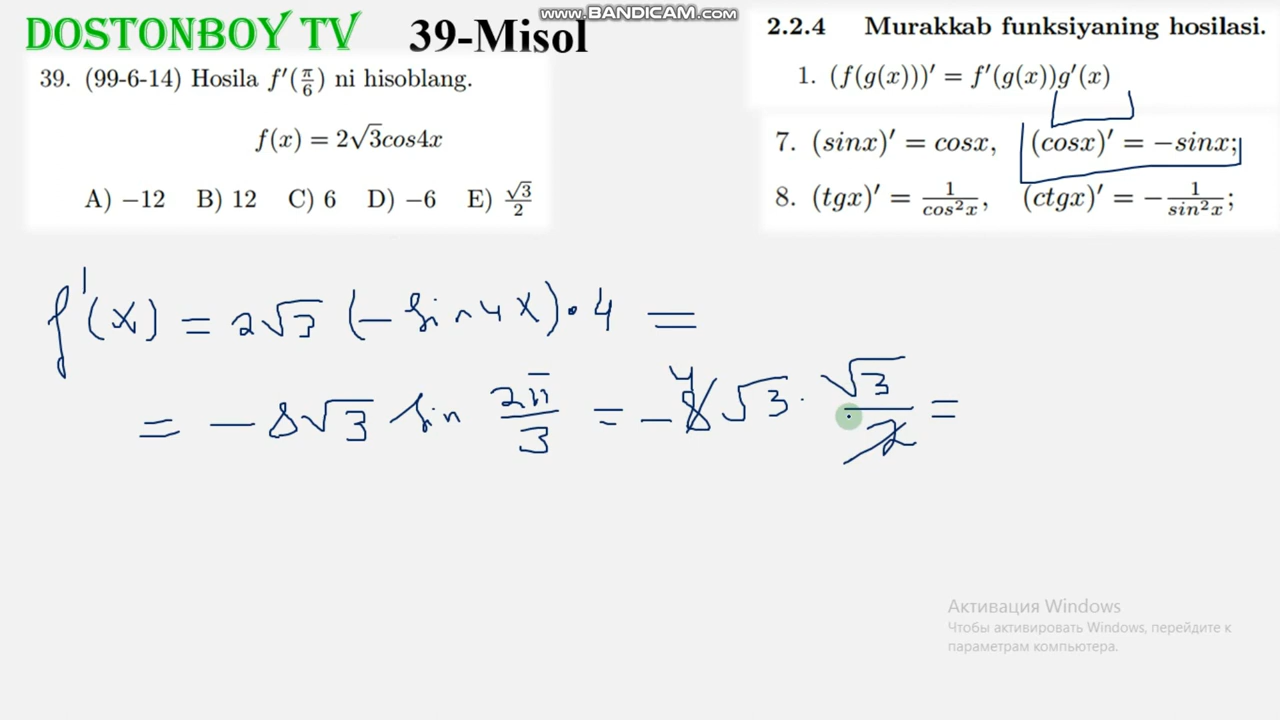 www.BANDICAM.com
DOSTONBOY TV 39-Misol
39. (99-6-14) Hosila f′(π/6) ni hisoblang.
f(x) = 2√3cos4x
A) −12 B) 12 C) 6 D) −6 E) √3/2
2.2.4 Murakkab funksiyaning hosilasi.
1. (f(g(x)))′ = f′(g(x))g′(x)
7. (sinx)′ = cosx, (cosx)′ = −sinx;
8. (tgx)′ = 1/cos²x, (ctgx)′ = −1/sin²x;
f′(x) = 2√3 (− sin4x)·4 =
= −8√3 sin 2π/3 = −8 4 √3 · √3/2 =
Активация Windows
Чтобы активировать Windows, перейдите к
параметрам компьютера.